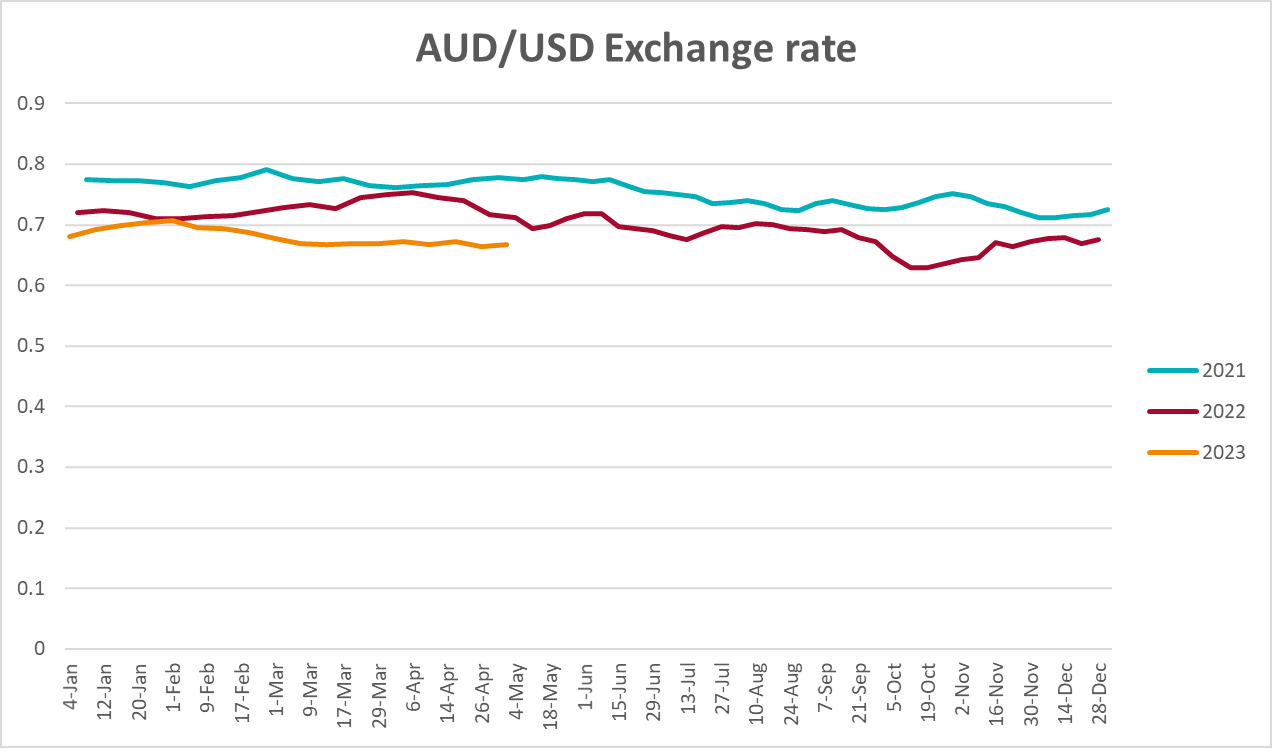 AUD/USD Exchange rate
0.9
0.8
0.7
0.6
0.5
0.4
0.3
0.2
0.1
0
4-Jan
12-Jan
20-Jan
1-Feb
9-Feb
17-Feb
1-Mar
9-Mar
17-Mar
29-Mar
6-Apr
14-Apr
26-Apr
4-May
18-May
1-Jun
15-Jun
29-Jun
13-Jul
27-Jul
10-Aug
24-Aug
7-Sep
21-Sep
5-Oct
19-Oct
2-Nov
16-Nov
30-Nov
14-Dec
28-Dec
2021
2022
2023